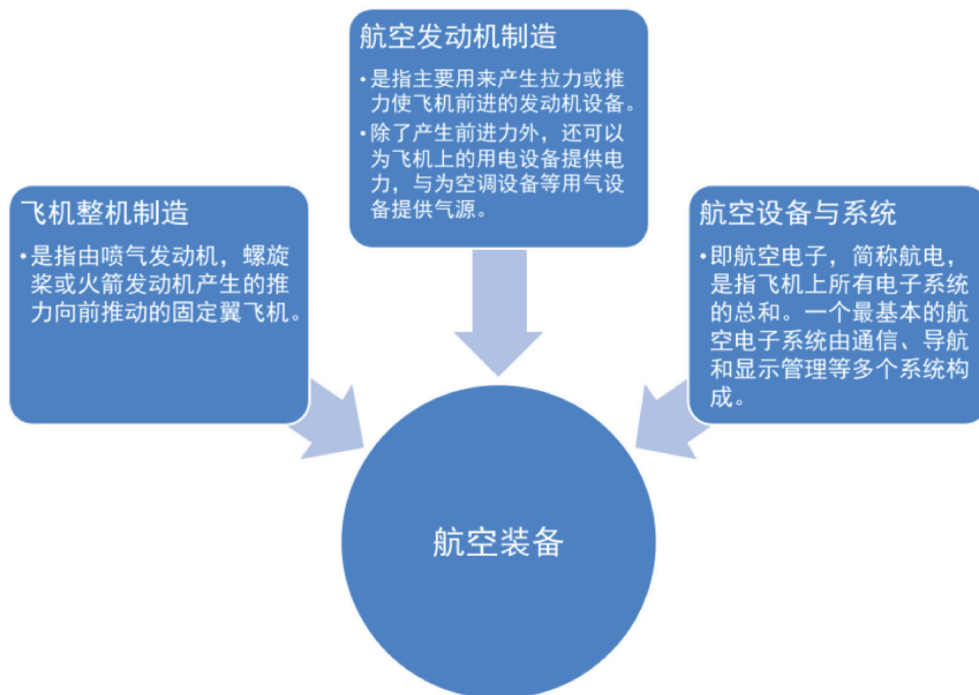 航空发动机制造
•是指主要用来产生拉力或推
力使飞机前进的发动机设备。
•除了产生前进力外，还可以
为飞机上的用电设备提供电
力，与为空调设备等用气设
备提供气源。
飞机整机制造
•是指由喷气发动机，螺旋
桨或火箭发动机产生的推
力向前推动的固定翼飞机。
航空设备与系统
•即航空电子，简称航电，
是指飞机上所有电子系统
的总和。一个最基本的航
空电子系统由通信、导航
和显示管理等多个系统构
成。
航空装备